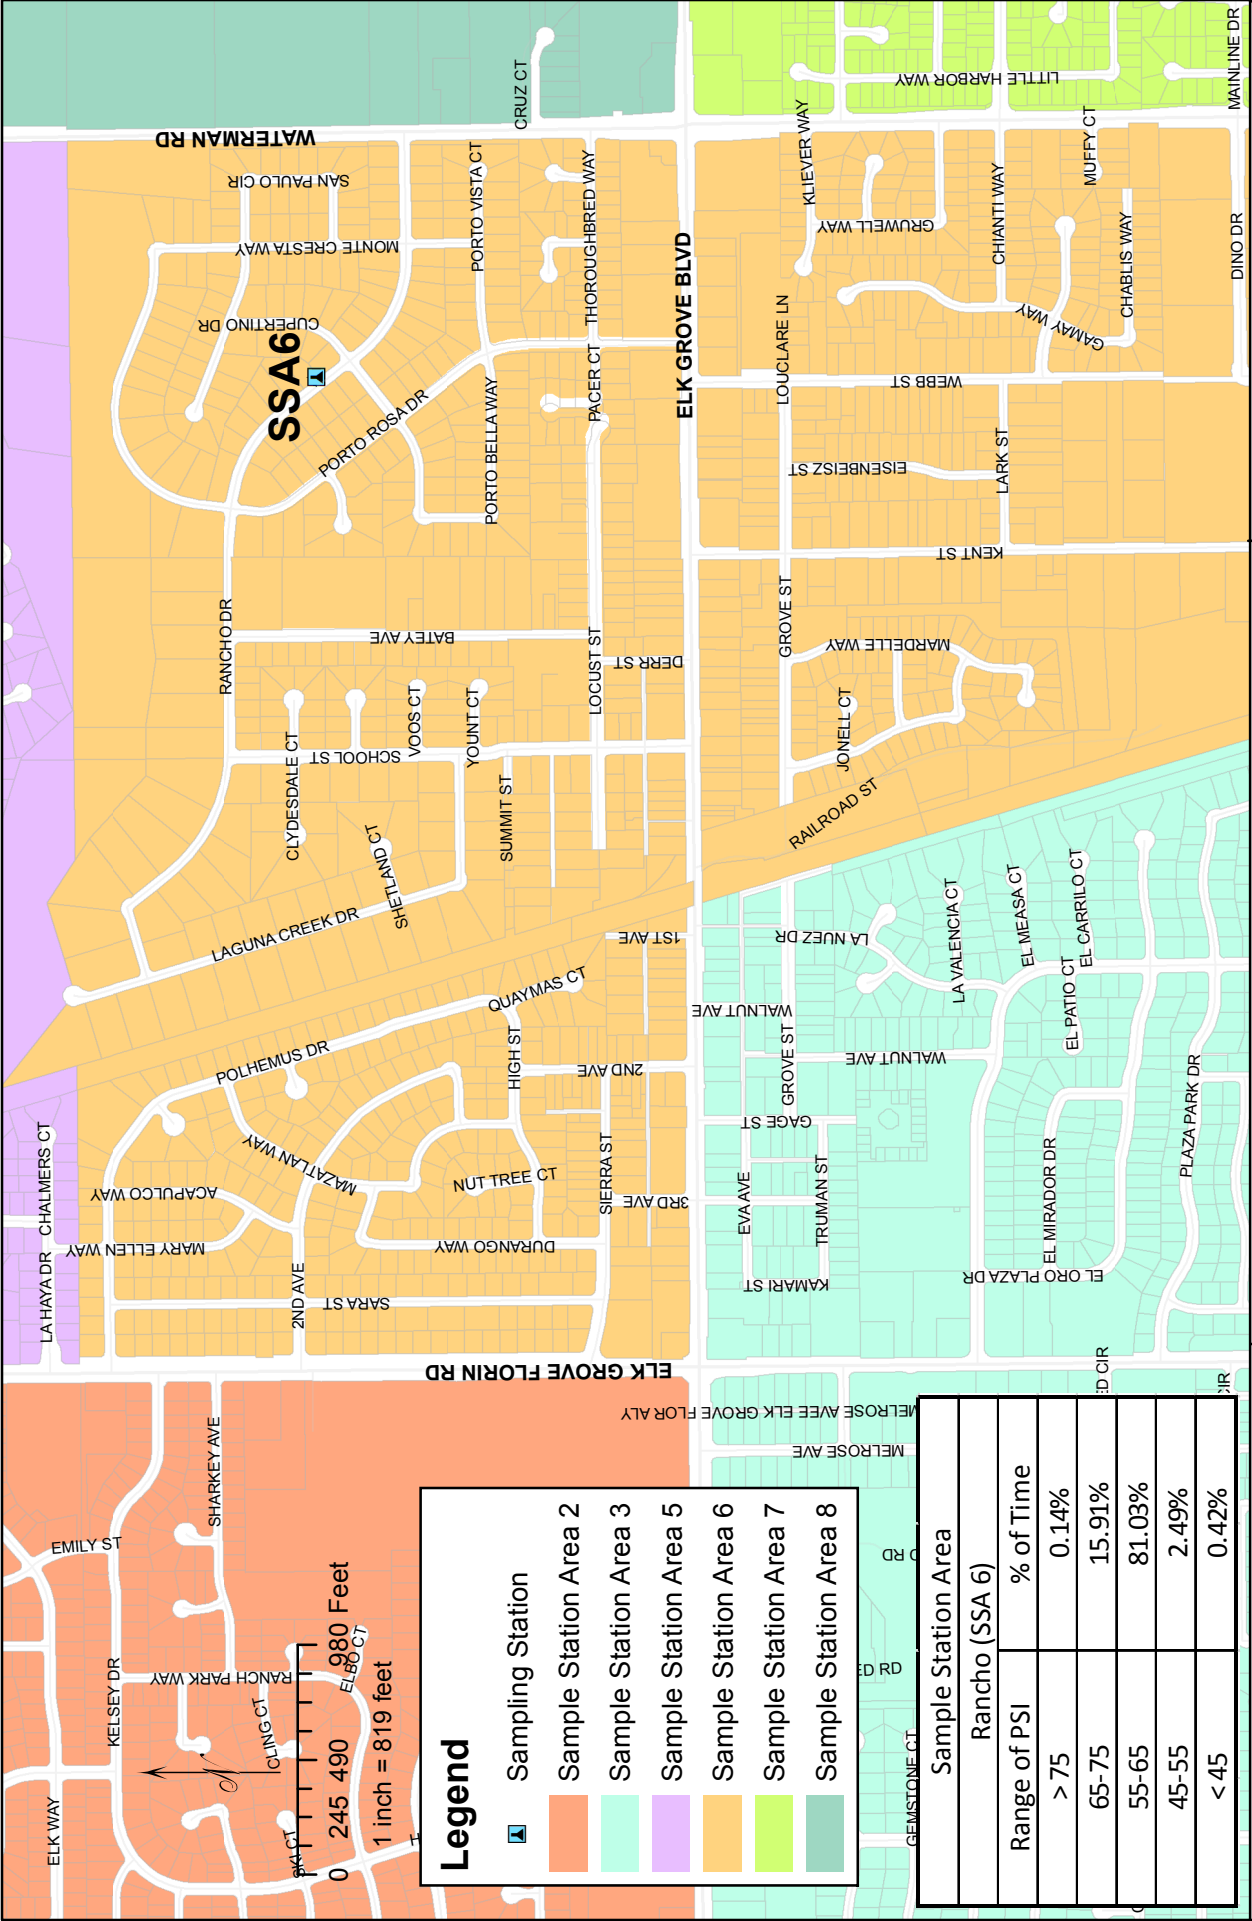 WATERMAN RD
CRUZ CT
LITTLE HARBOR WAY
MAINLINE DR
SAN PAULO CIR
MONTE CRESTA WAY
PORTO VISTA CT
THOROUGHBRED WAY
KLIEVER WAY
GRUWELL WAY
CHIANTI WAY
MUFFY CT
CHABLIS WAY
DINO DR
CUPERTINO DR
SSA6
PORTO ROSA DR
PORTO BELLA WAY
PACER CT
ELK GROVE BLVD
LOUCLARE LN
WEBB ST
GAMAY WAY
EISENBEISZ ST
LARK ST
KENT ST
RANCHO DR
BATEY AVE
LOCUST ST
DERR ST
GROVE ST
MARDELLE WAY
JONELL CT
RAILROAD ST
CLYDESDALE CT
SCHOOL ST
VOOS CT
YOUNT CT
SUMMIT ST
SHETLAND CT
LAGUNA CREEK DR
1ST AVE
LA NUEZ DR
LA VALENCIA CT
EL MEASA CT
EL CARRILO CT
EL PATIO CT
QUAYMAS CT
POLHEMUS DR
HIGH ST
2ND AVE
WALNUT AVE
GROVE ST
WALNUT AVE
GAGE ST
PLAZA PARK DR
LA HAYA DR
CHALMERS CT
ACAPULCO WAY
MAZATLAN WAY
NUT TREE CT
SIERRA ST
3RD AVE
EVA AVE
TRUMAN ST
EL MIRADOR DR
MARY ELLEN WAY
DURANGO WAY
KAMARI ST
EL ORO PLAZA DR
2ND AVE
SARA ST
ELK GROVE FLORIN RD
MELROSE AVEE ELK GROVE FLOR ALY
MELROSE AVE
ED CIR
CIR
D RD
ED RD
GEMSTONE CT
EMILY ST
SHARKEY AVE
KELSEY DR
RANCH PARK WAY
ELBO CT
CLING CT
SKI CT
ELK WAY
N
0 245 490 980 Feet
1 inch = 819 feet
Legend
Sampling Station
Sample Station Area 2
Sample Station Area 3
Sample Station Area 5
Sample Station Area 6
Sample Station Area 7
Sample Station Area 8
Sample Station Area
Rancho (SSA 6)
Range of PSI % of Time
> 75 0.14%
65-75 15.91%
55-65 81.03%
45-55 2.49%
< 45 0.42%